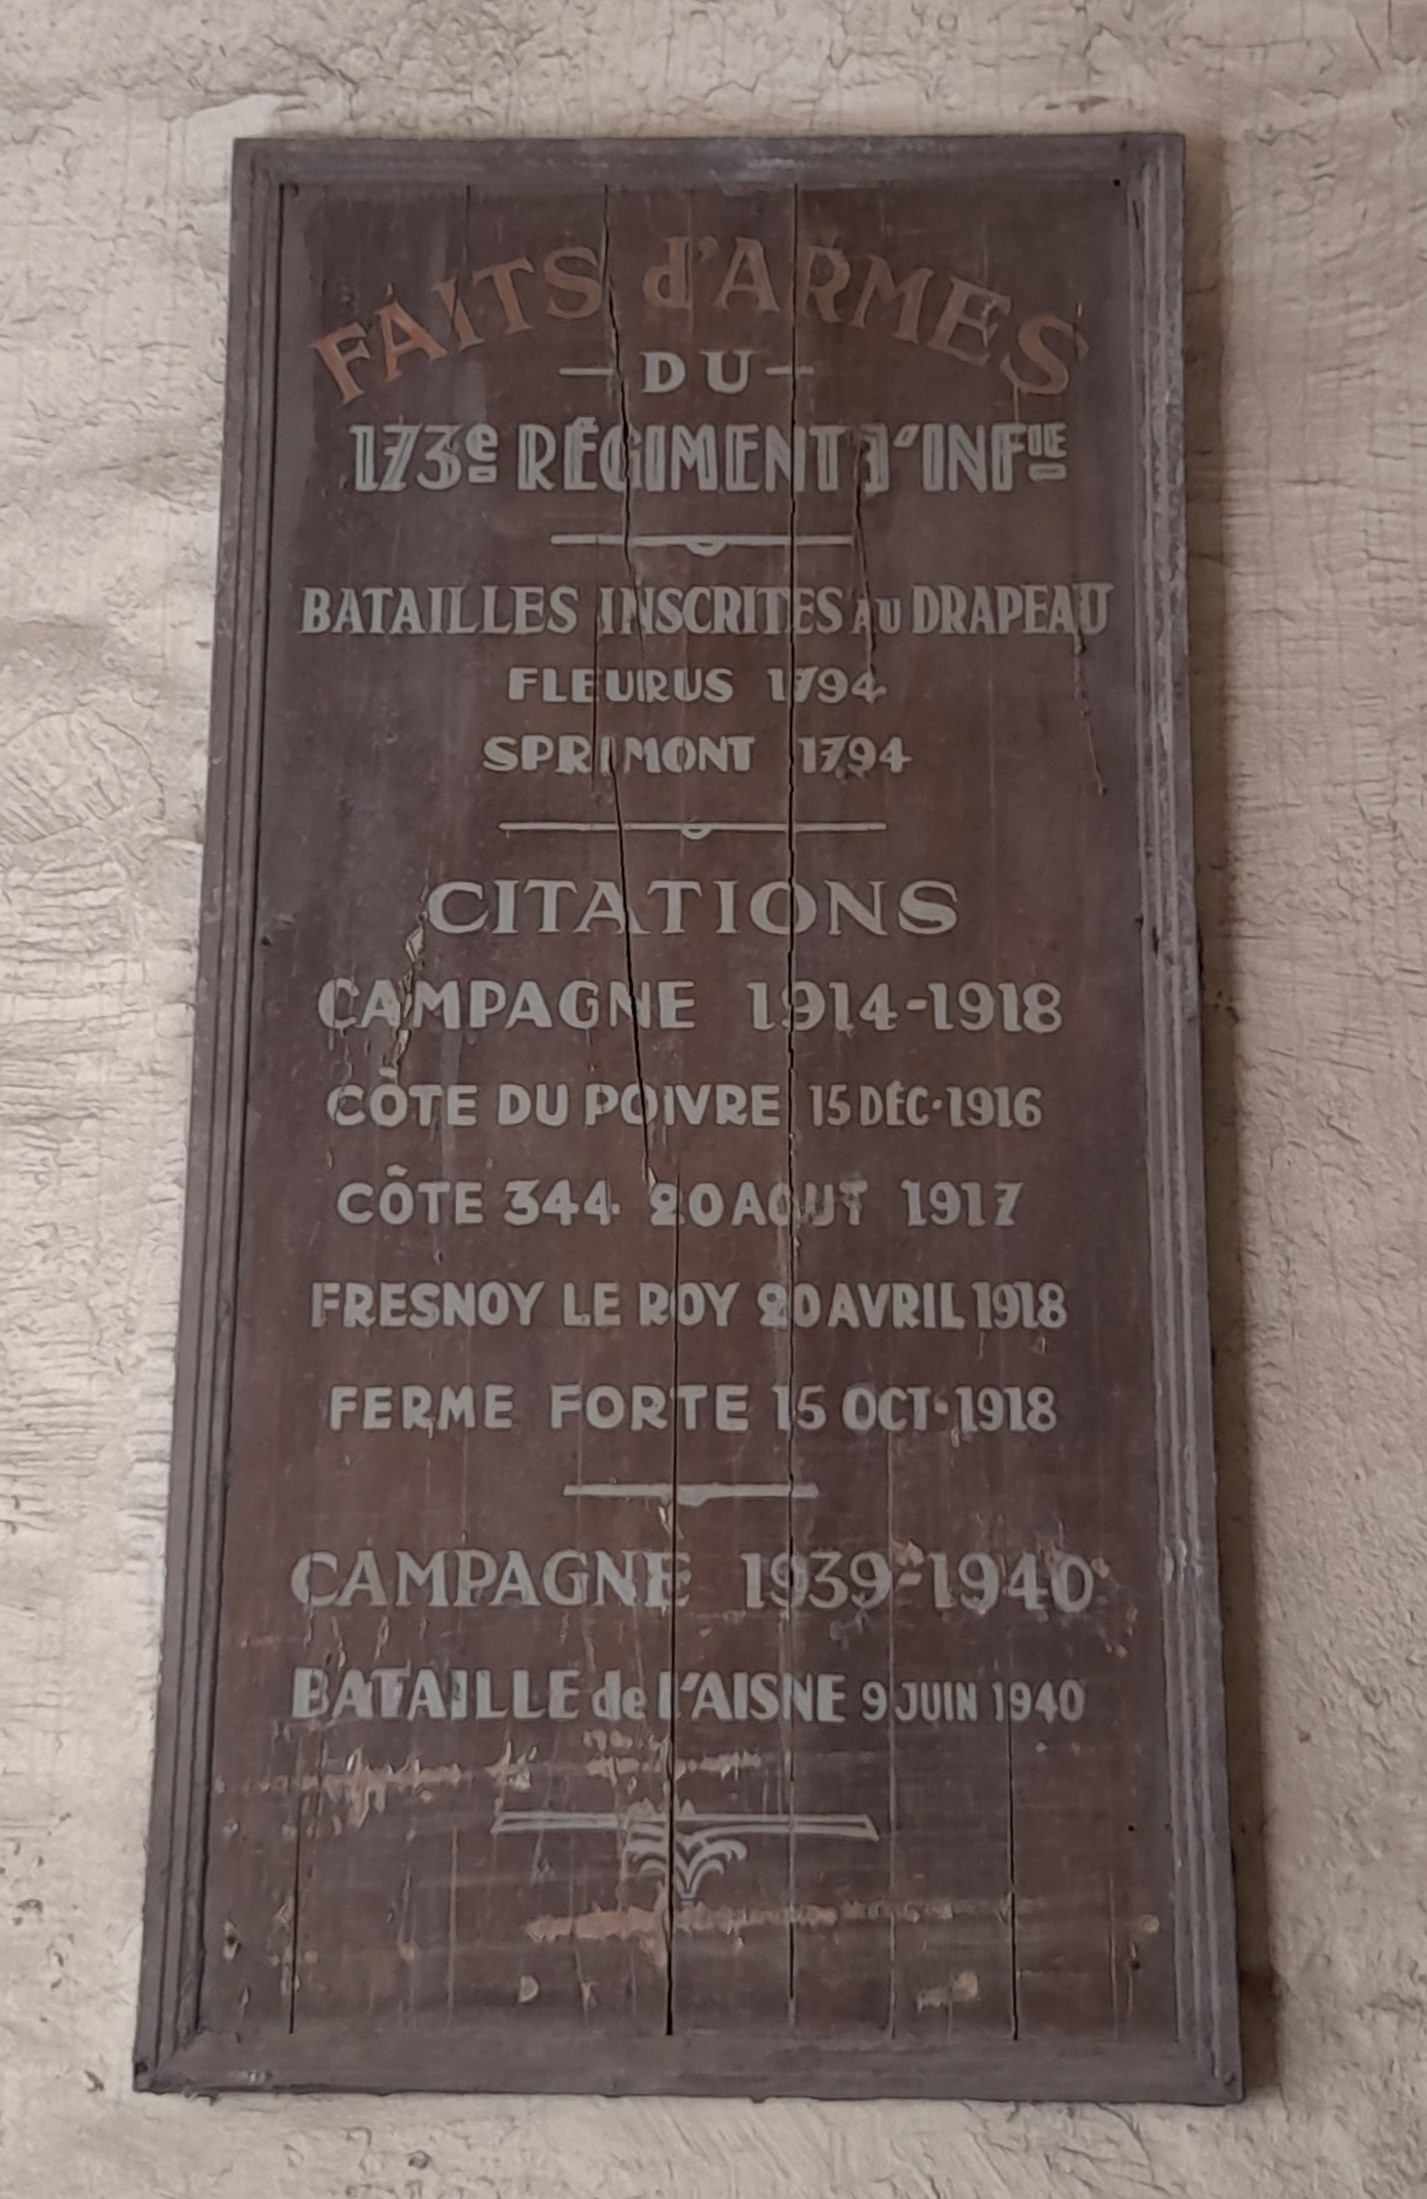 FAITS d'ARMES
DU
173e RÉGIMENT d'INFIE
BATAILLES INSCRITES AU DRAPEAU
FLEURUS 1794
SPRIMONT 1794
CITATIONS
CAMPAGNE 1914-1918
CÔTE DU POIVRE 15 DÉC·1916
CÔTE 344 20 AOUT 1917
FRESNOY LE ROY 20 AVRIL 1918
FERME FORTE 15 OCT·1918
CAMPAGNE 1939-1940
BATAILLE de l'AISNE 9 JUIN 1940